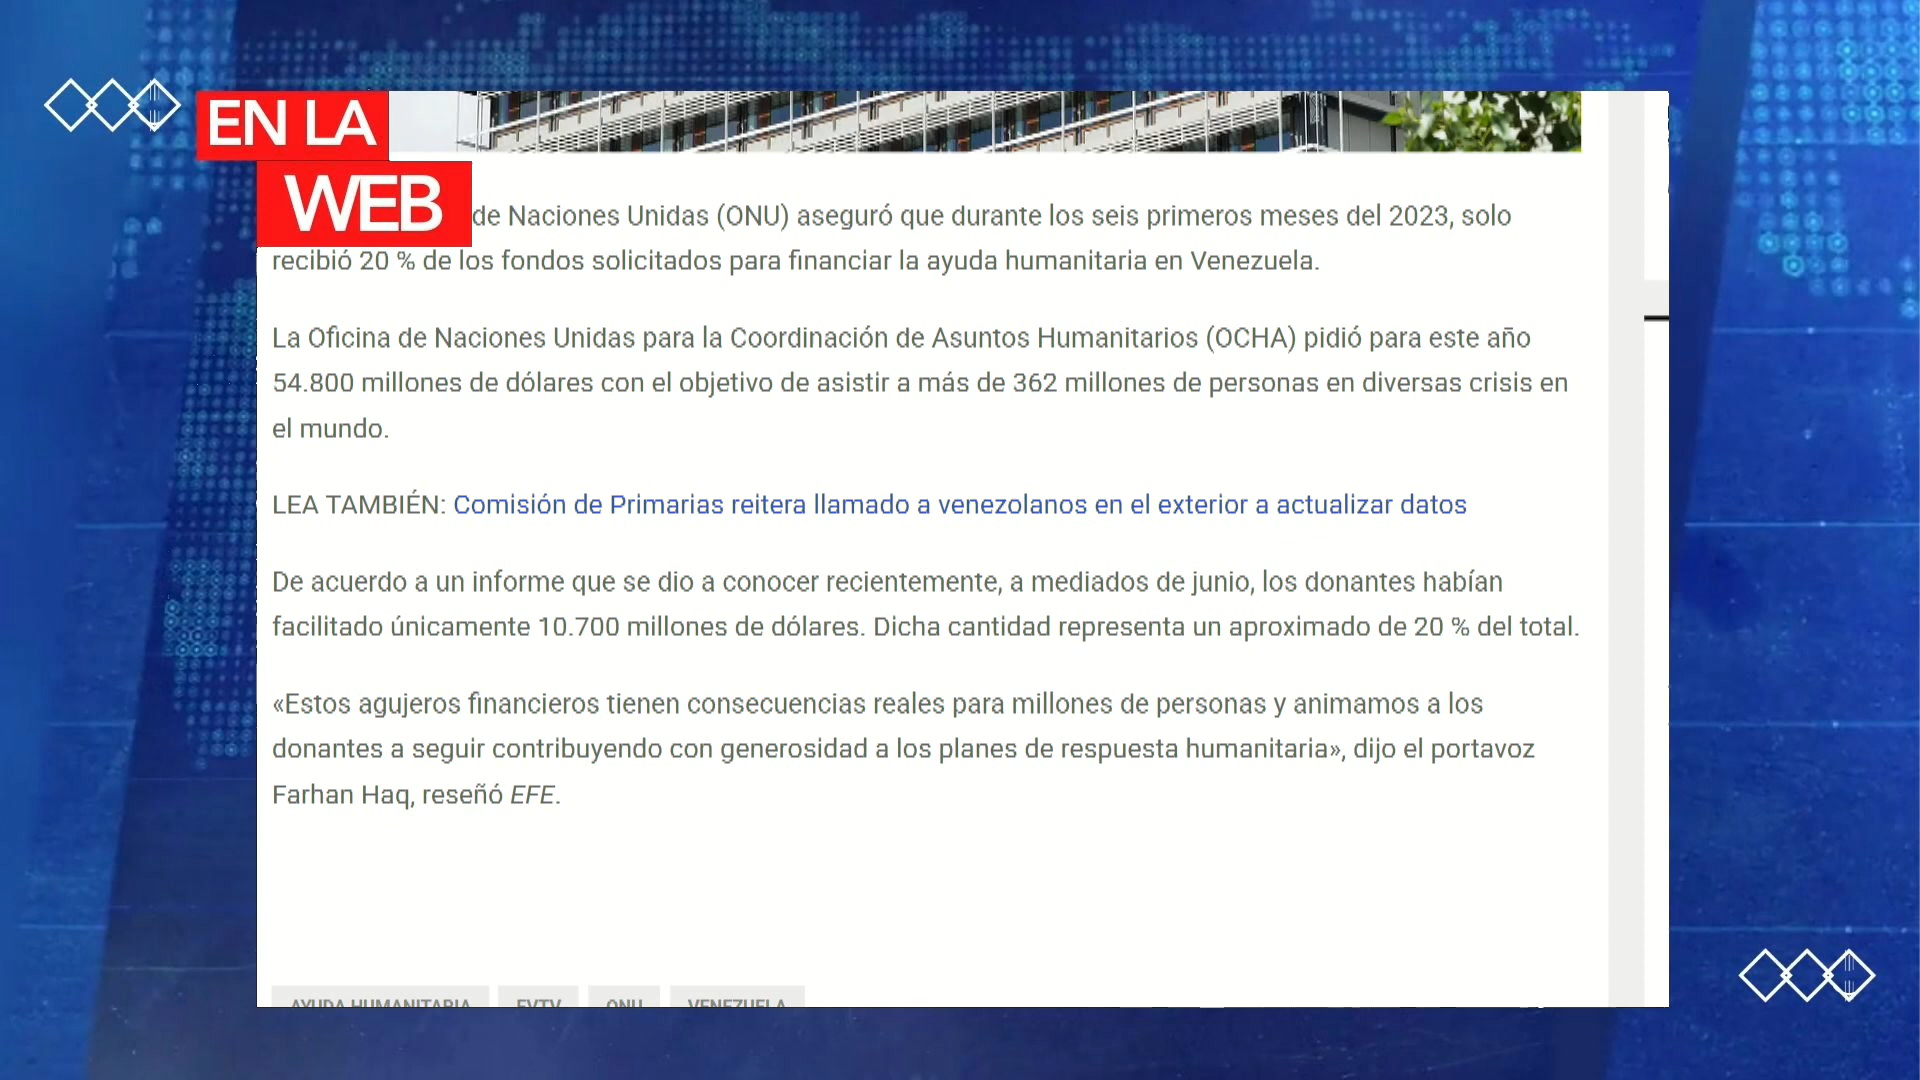 EN LA
WEB
de Naciones Unidas (ONU) aseguró que durante los seis primeros meses del 2023, solo
recibió 20 % de los fondos solicitados para financiar la ayuda humanitaria en Venezuela.
La Oficina de Naciones Unidas para la Coordinación de Asuntos Humanitarios (OCHA) pidió para este año
54.800 millones de dólares con el objetivo de asistir a más de 362 millones de personas en diversas crisis en
el mundo.
LEA TAMBIÉN: Comisión de Primarias reitera llamado a venezolanos en el exterior a actualizar datos
De acuerdo a un informe que se dio a conocer recientemente, a mediados de junio, los donantes habían
facilitado únicamente 10.700 millones de dólares. Dicha cantidad representa un aproximado de 20 % del total.
«Estos agujeros financieros tienen consecuencias reales para millones de personas y animamos a los
donantes a seguir contribuyendo con generosidad a los planes de respuesta humanitaria», dijo el portavoz
Farhan Haq, reseñó EFE.
AYUDA HUMANITARIA EVTV ONU VENEZUELA